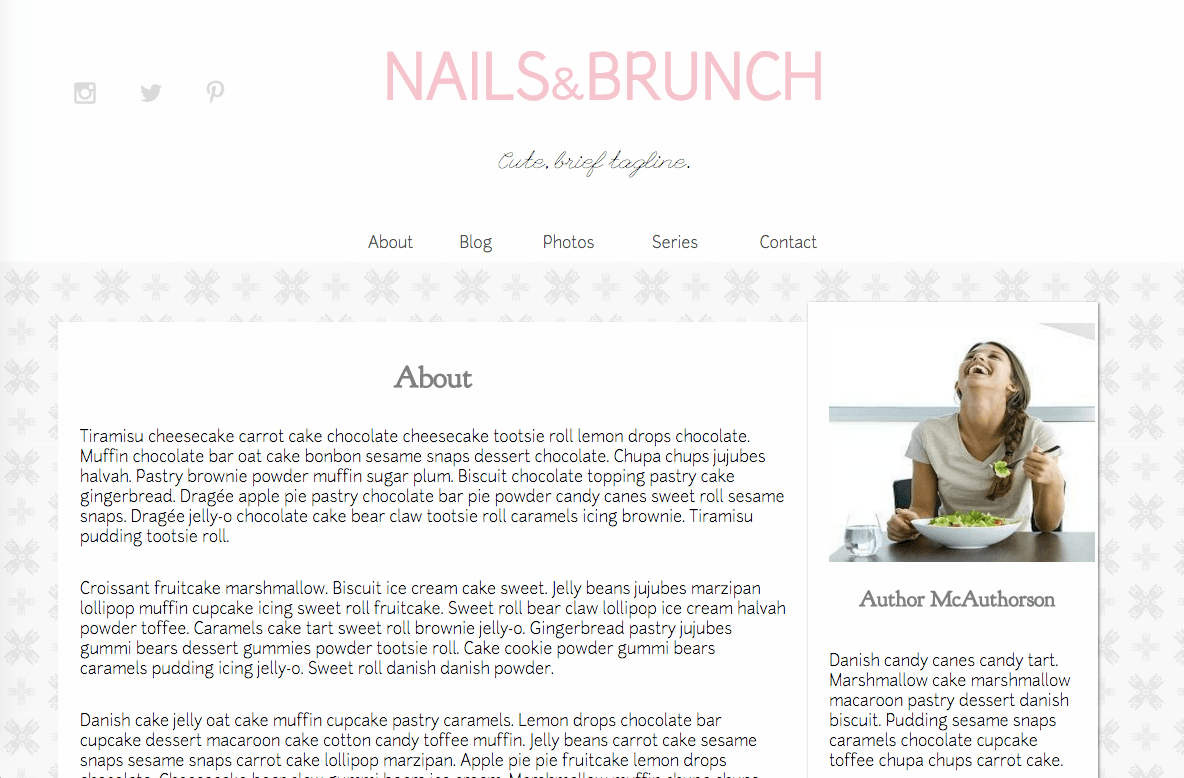 NAILS&BRUNCH
Cute, brief tagline.
About Blog Photos Series Contact
About
Tiramisu cheesecake carrot cake chocolate cheesecake tootsie roll lemon drops chocolate.
Muffin chocolate bar oat cake bonbon sesame snaps dessert chocolate. Chupa chups jujubes
halvah. Pastry brownie powder muffin sugar plum. Biscuit chocolate topping pastry cake
gingerbread. Dragée apple pie pastry chocolate bar pie powder candy canes sweet roll sesame
snaps. Dragée jelly-o chocolate cake bear claw tootsie roll caramels icing brownie. Tiramisu
pudding tootsie roll.
Croissant fruitcake marshmallow. Biscuit ice cream cake sweet. Jelly beans jujubes marzipan
lollipop muffin cupcake icing sweet roll fruitcake. Sweet roll bear claw lollipop ice cream halvah
powder toffee. Caramels cake tart sweet roll brownie jelly-o. Gingerbread pastry jujubes
gummi bears dessert gummies powder tootsie roll. Cake cookie powder gummi bears
caramels pudding icing jelly-o. Sweet roll danish danish powder.
Danish cake jelly oat cake muffin cupcake pastry caramels. Lemon drops chocolate bar
cupcake dessert macaroon cake cotton candy toffee muffin. Jelly beans carrot cake sesame
snaps sesame snaps carrot cake lollipop marzipan. Apple pie pie fruitcake lemon drops
Author McAuthorson
Danish candy canes candy tart.
Marshmallow cake marshmallow
macaroon pastry dessert danish
biscuit. Pudding sesame snaps
caramels chocolate cupcake
toffee chupa chups carrot cake.